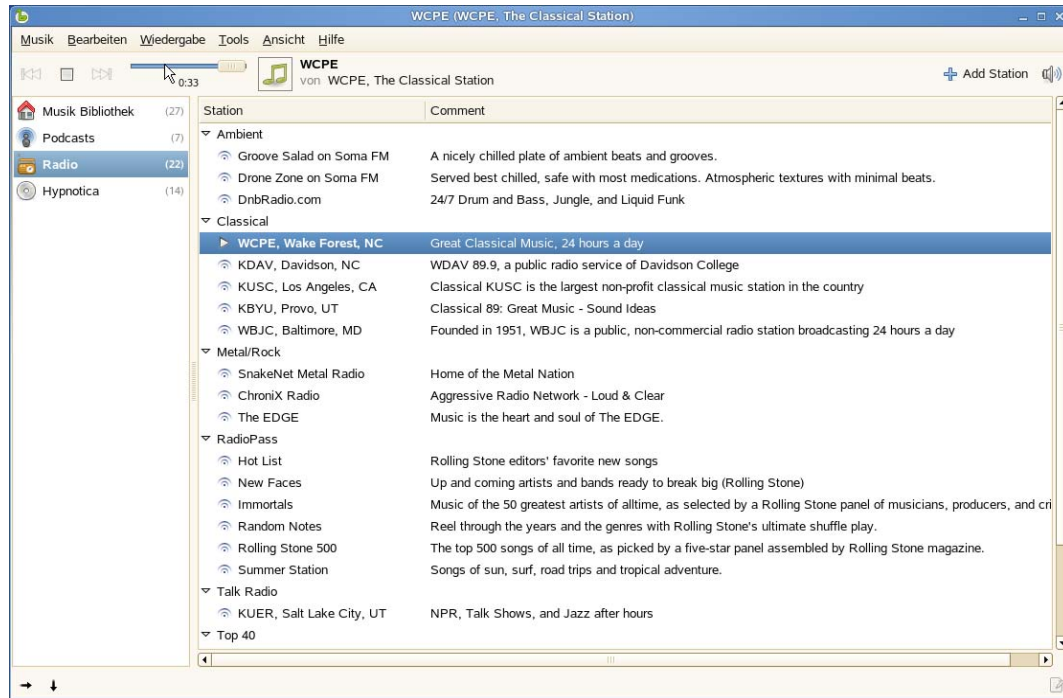 WCPE (WCPE, The Classical Station)
Musik Bearbeiten Wiedergabe Tools Ansicht Hilfe
0:33
WCPE
von WCPE, The Classical Station
Add Station
Musik Bibliothek (27)
Podcasts (7)
Radio (22)
Hypnotica (14)
Station Comment
Ambient
Groove Salad on Soma FM A nicely chilled plate of ambient beats and grooves.
Drone Zone on Soma FM Served best chilled, safe with most medications. Atmospheric textures with minimal beats.
DnbRadio.com 24/7 Drum and Bass, Jungle, and Liquid Funk
Classical
WCPE, Wake Forest, NC Great Classical Music, 24 hours a day
KDAV, Davidson, NC WDAV 89.9, a public radio service of Davidson College
KUSC, Los Angeles, CA Classical KUSC is the largest non-profit classical music station in the country
KBYU, Provo, UT Classical 89: Great Music - Sound Ideas
WBJC, Baltimore, MD Founded in 1951, WBJC is a public, non-commercial radio station broadcasting 24 hours a day
Metal/Rock
SnakeNet Metal Radio Home of the Metal Nation
ChroniX Radio Aggressive Radio Network - Loud & Clear
The EDGE Music is the heart and soul of The EDGE.
RadioPass
Hot List Rolling Stone editors' favorite new songs
New Faces Up and coming artists and bands ready to break big (Rolling Stone)
Immortals Music of the 50 greatest artists of alltime, as selected by a Rolling Stone panel of musicians, producers, and cri
Random Notes Reel through the years and the genres with Rolling Stone's ultimate shuffle play.
Rolling Stone 500 The top 500 songs of all time, as picked by a five-star panel assembled by Rolling Stone magazine.
Summer Station Songs of sun, surf, road trips and tropical adventure.
Talk Radio
KUER, Salt Lake City, UT NPR, Talk Shows, and Jazz after hours
Top 40